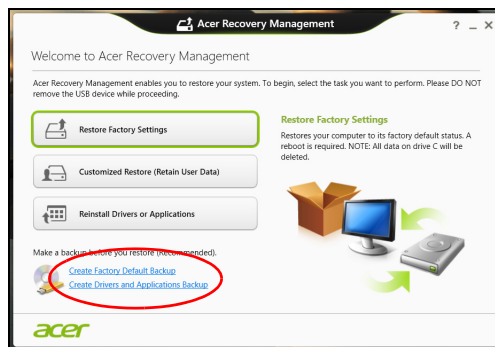 Acer Recovery Management
? _ X
Welcome to Acer Recovery Management
Acer Recovery Management enables you to restore your system. To begin, select the task you want to perform. Please DO NOT
remove the USB device while proceeding.
Restore Factory Settings
Customized Restore (Retain User Data)
Reinstall Drivers or Applications
Restore Factory Settings
Restores your computer to its factory default status. A
reboot is required. NOTE: All data on drive C will be
deleted.
Make a backup before you restore (Recommended).
Create Factory Default Backup
Create Drivers and Applications Backup
acer